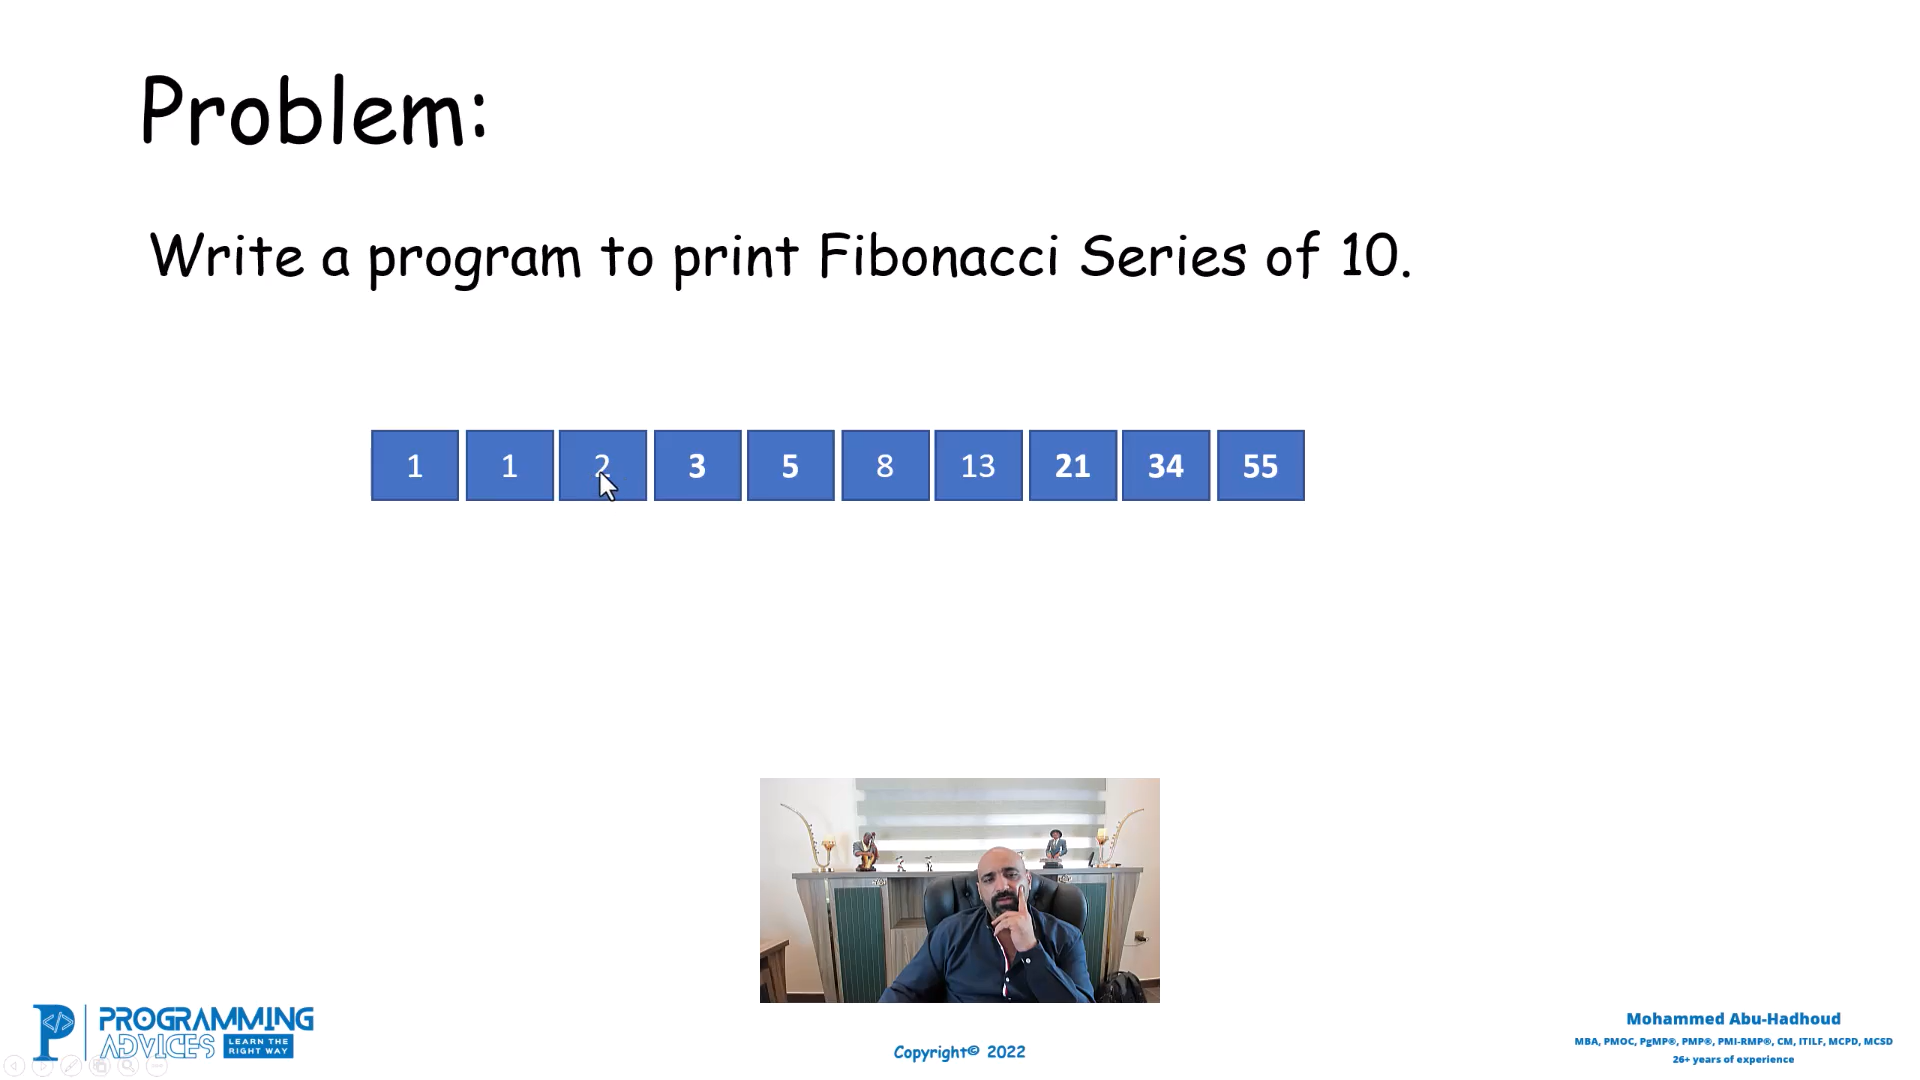 Problem:
Write a program to print Fibonacci Series of 10.
1 1 2 3 5 8 13 21 34 55
PROGRAMMING
ADVICES LEARN THE RIGHT WAY
Copyright© 2022
Mohammed Abu-Hadhoud
MBA, PMOC, PgMP®, PMP®, PMI-RMP®, CM, ITILF, MCPD, MCSD
26+ years of experience